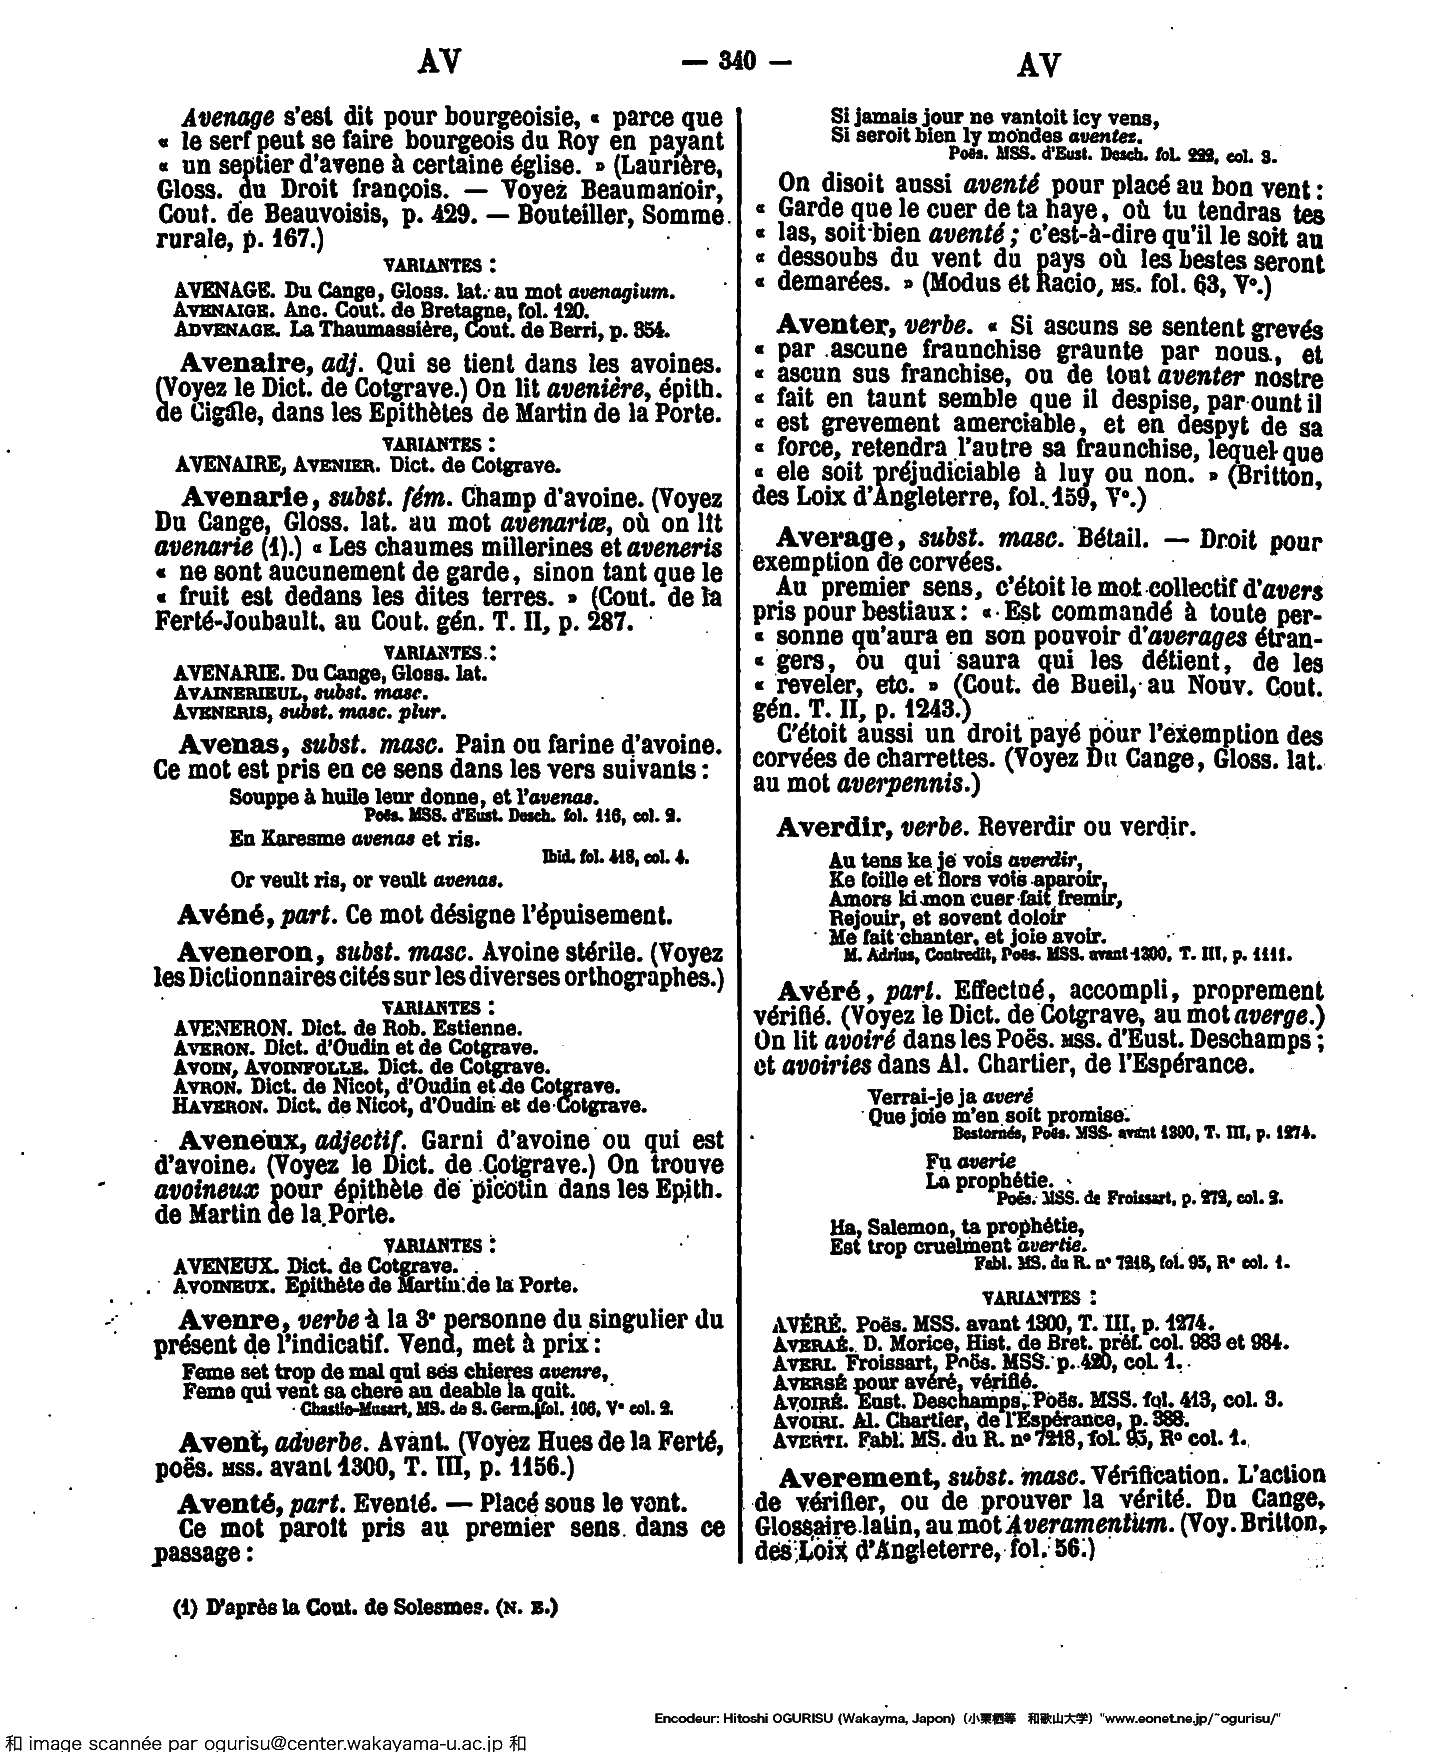 AV — 340 — AV
Avenage s'est dit pour bourgeoisie, « parce que
« le serf peut se faire bourgeois du Roy en payant
« un septier d'avene à certaine église. » (Laurière,
Gloss. du Droit françois. — Voyez Beaumanoir,
Cout. de Beauvoisis, p. 429. — Bouteiller, Somme
rurale, p. 167.)
VARIANTES :
AVENAGE. Du Cange, Gloss. lat. au mot avenagium.
AVENAIGE. Anc. Cout. de Bretagne, fol. 120.
ADVENAGE. La Thaumassière, Cout. de Berri, p. 354.
Avenaire, adj. Qui se tient dans les avoines.
(Voyez le Dict. de Cotgrave.) On lit avenière, épith.
de Cigalle, dans les Epithètes de Martin de la Porte.
VARIANTES :
AVENAIRE, AVENIER. Dict. de Cotgrave.
Avenarie, subst. fém. Champ d'avoine. (Voyez
Du Cange, Gloss. lat. au mot avenariæ, où on lit
avenarie (1).) « Les chaumes millerines et aveneris
« ne sont aucunement de garde, sinon tant que le
« fruit est dedans les dites terres. » (Cout. de la
Ferté-Joubault, au Cout. gén. T. II, p. 287.
VARIANTES :
AVENARIE. Du Cange, Gloss. lat.
AVAINERIEUL, subst. masc.
AVENERIS, subst. masc. plur.
Avenas, subst. masc. Pain ou farine d'avoine.
Ce mot est pris en ce sens dans les vers suivants :
Souppe à huile leur donne, et l'avenas.
Poës. MSS. d'Eust. Desch. fol. 116, col. 2.
En Karesme avenas et ris.
Ibid. fol. 418, col. 4.
Or veult ris, or veult avenas.
Avéné, part. Ce mot désigne l'épuisement.
Aveneron, subst. masc. Avoine stérile. (Voyez
les Dictionnaires cités sur les diverses orthographes.)
VARIANTES :
AVENERON. Dict. de Rob. Estienne.
AVERON. Dict. d'Oudin et de Cotgrave.
AVOIN, AVOINFOLLE. Dict. de Cotgrave.
AVRON. Dict. de Nicot, d'Oudin et de Cotgrave.
HAVERON. Dict. de Nicot, d'Oudin et de Cotgrave.
Aveneux, adjectif. Garni d'avoine ou qui est
d'avoine. (Voyez le Dict. de Cotgrave.) On trouve
avoineux pour épithète de picotin dans les Epith.
de Martin de la Porte.
VARIANTES :
AVENEUX. Dict. de Cotgrave.
AVOINEUX. Epithète de Martin de la Porte.
Avenre, verbe à la 3e personne du singulier du
présent de l'indicatif. Vend, met à prix :
Feme set trop de mal qui ses chieres avenre,
Feme qui vent sa chere au deable la quit.
Chastie-Musart, MS. de S. Germ. fol. 106, Vo col. 2.
Avent, adverbe. Avant. (Voyez Hues de la Ferté,
poës. MSS. avant 1300, T. III, p. 1156.)
Aventé, part. Eventé. — Placé sous le vent.
Ce mot paroît pris au premier sens dans ce
passage :
(1) D'après la Cout. de Solesmes. (N. E.)
Si jamais jour ne vantoit icy vens,
Si seroit bien ly mondes aventez.
Poës. MSS. d'Eust. Desch. fol. 222, col. 3.
On disoit aussi aventé pour placé au bon vent :
« Garde que le cuer de ta haye, où tu tendras tes
« las, soit bien aventé ; c'est-à-dire qu'il le soit au
« dessoubs du vent du pays où les bestes seront
« demarées. » (Modus et Racio, MS. fol. 63, Vo.)
Aventer, verbe. « Si ascuns se sentent grevés
« par ascune fraunchise graunte par nous, et
« ascun sus franchise, ou de tout aventer nostre
« fait en taunt semble que il despise, par ount il
« est grevement amerciable, et en despyt de sa
« force, retendra l'autre sa fraunchise, lequel que
« ele soit préjudiciable à luy ou non. » (Britton,
des Loix d'Angleterre, fol. 159, Vo.)
Average, subst. masc. Bétail. — Droit pour
exemption de corvées.
Au premier sens, c'étoit le mot collectif d'avers
pris pour bestiaux : « Est commandé à toute per-
« sonne qu'aura en son pouvoir d'averages étran-
« gers, ou qui saura qui les détient, de les
« reveler, etc. » (Cout. de Bueil, au Nouv. Cout.
gén. T. II, p. 1243.)
C'étoit aussi un droit payé pour l'exemption des
corvées de charrettes. (Voyez Du Cange, Gloss. lat.
au mot averpennis.)
Averdir, verbe. Reverdir ou verdir.
Au tens ke je vois averdir,
Ke foille et flors vois aparoir,
Amors ki mon cuer fait fremir,
Rejouir, et sovent doloir
Me fait chanter, et joie avoir.
M. Adrius, Contredit, Poës. MSS. avant 1300, T. III, p. 1111.
Avéré, part. Effectué, accompli, proprement
vérifié. (Voyez le Dict. de Cotgrave, au mot averge.)
On lit avoiré dans les Poës. MSS. d'Eust. Deschamps ;
et avoiries dans Al. Chartier, de l'Espérance.
Verrai-je ja averé
Que joie m'en soit promise.
Bestornés, Poës. MSS. avant 1300, T. III, p. 1274.
Fu averie
La prophétie.
Poës. MSS. de Froissart, p. 272, col. 2.
Ha, Salemon, ta prophétie,
Est trop cruelment avertie.
Fabl. MS. du R. no 7218, fol. 95, Ro col. 1.
VARIANTES :
AVÉRÉ. Poës. MSS. avant 1300, T. III, p. 1274.
AVERAÉ. D. Morice, Hist. de Bret. préf. col. 983 et 984.
AVERI. Froissart, Poës. MSS. p. 420, col. 1.
AVERSÉ pour avéré, vérifié.
AVOIRÉ. Eust. Deschamps, Poës. MSS. fol. 413, col. 3.
AVOIRI. Al. Chartier, de l'Espérance, p. 388.
AVERTI. Fabl. MS. du R. no 7218, fol. 95, Ro col. 1.
Averement, subst. masc. Vérification. L'action
de vérifier, ou de prouver la vérité. Du Cange,
Glossaire latin, au mot Averamentum. (Voy. Britton,
des Loix d'Angleterre, fol. 56.)
Encodeur: Hitoshi OGURISU (Wakayma, Japon) (小栗栖等 和歌山大学) "www.eonet.ne.jp/~ogurisu/"
和 image scannée par ogurisu@center.wakayama-u.ac.jp 和